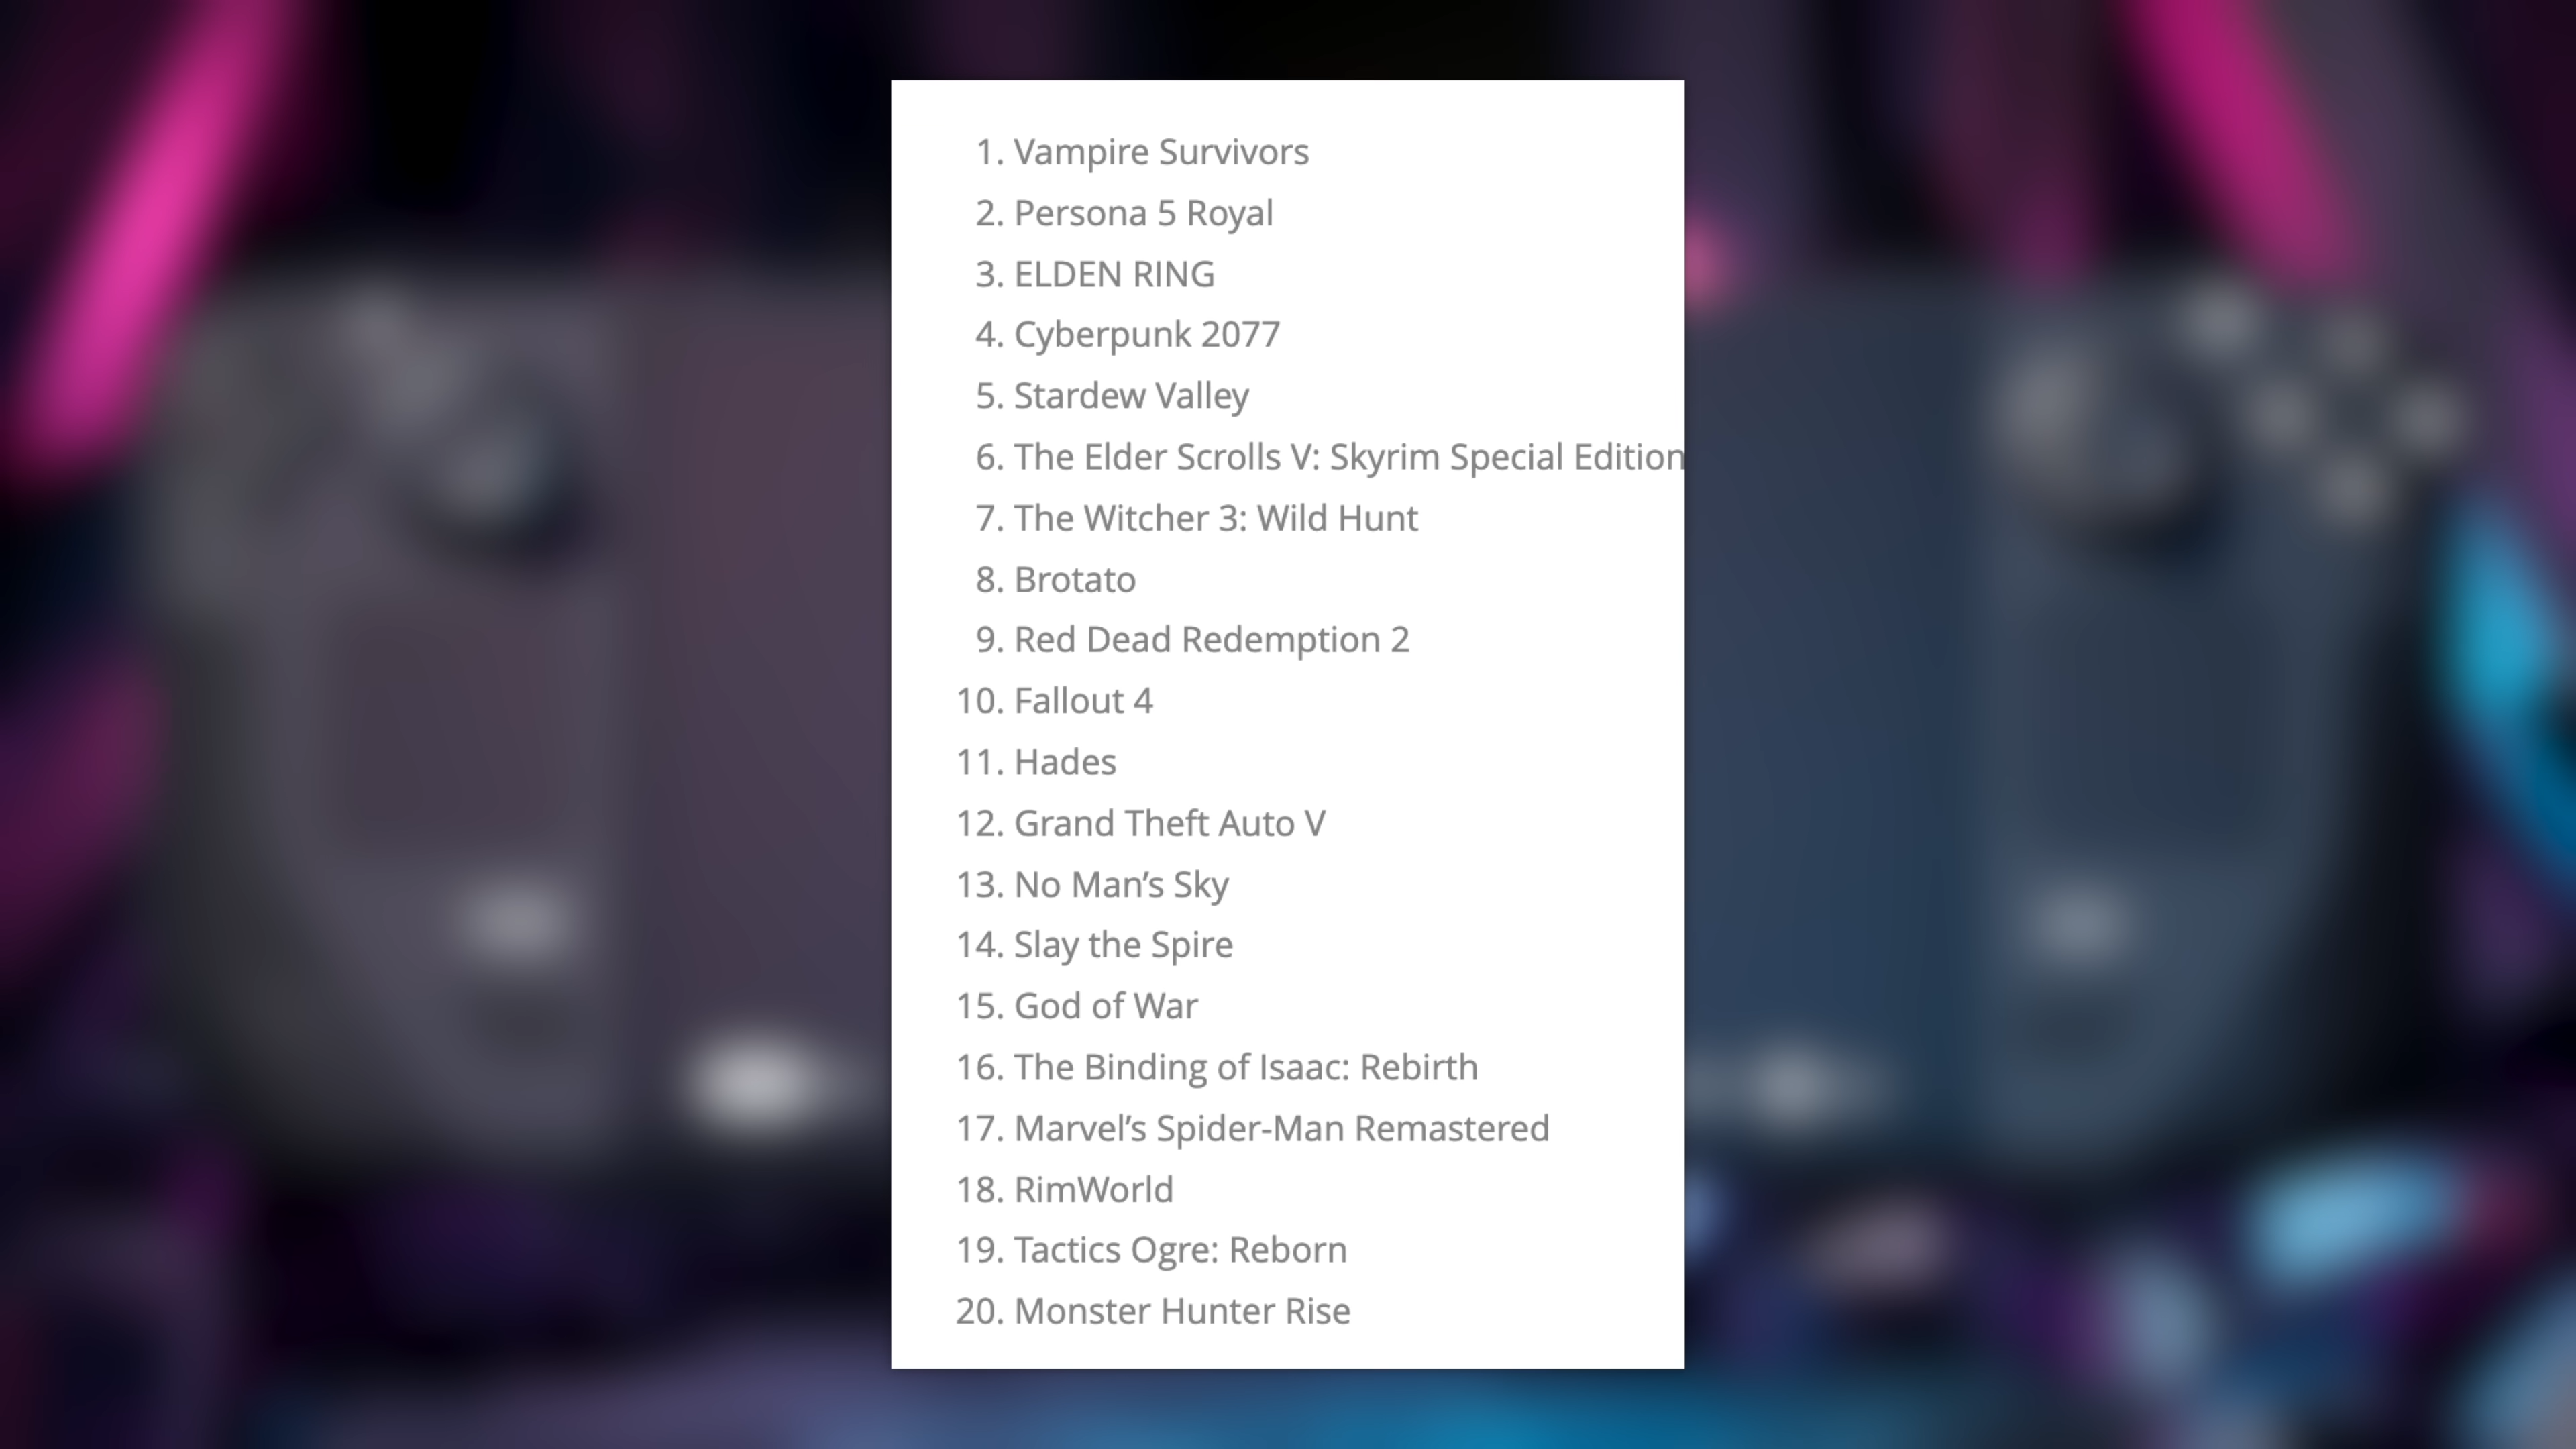 1. Vampire Survivors
2. Persona 5 Royal
3. ELDEN RING
4. Cyberpunk 2077
5. Stardew Valley
6. The Elder Scrolls V: Skyrim Special Edition
7. The Witcher 3: Wild Hunt
8. Brotato
9. Red Dead Redemption 2
10. Fallout 4
11. Hades
12. Grand Theft Auto V
13. No Man’s Sky
14. Slay the Spire
15. God of War
16. The Binding of Isaac: Rebirth
17. Marvel’s Spider-Man Remastered
18. RimWorld
19. Tactics Ogre: Reborn
20. Monster Hunter Rise